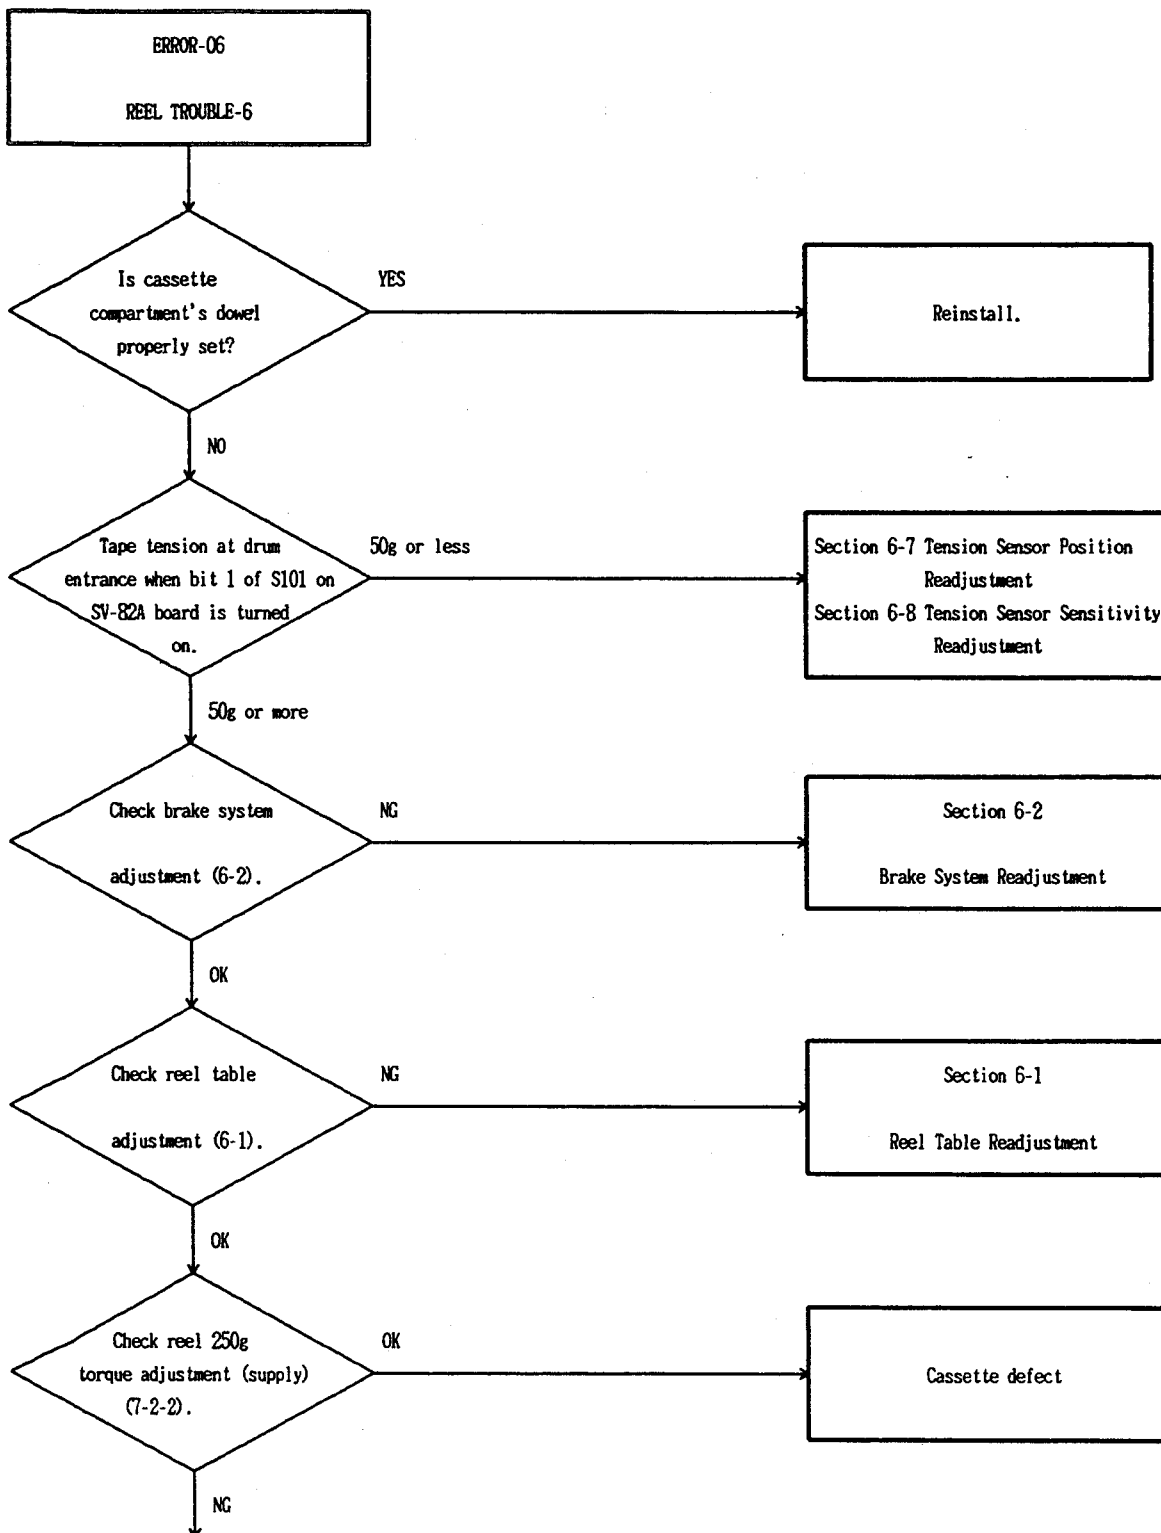 ERROR-06
REEL TROUBLE-6
Is cassette
compartment's dowel
properly set?
YES
Reinstall.
NO
Tape tension at drum
entrance when bit 1 of S101 on
SV-82A board is turned
on.
50g or less
Section 6-7 Tension Sensor Position
Readjustment
Section 6-8 Tension Sensor Sensitivity
Readjustment
50g or more
Check brake system
adjustment (6-2).
NG
Section 6-2
Brake System Readjustment
OK
Check reel table
adjustment (6-1).
NG
Section 6-1
Reel Table Readjustment
OK
Check reel 250g
torque adjustment (supply)
(7-2-2).
OK
Cassette defect
NG